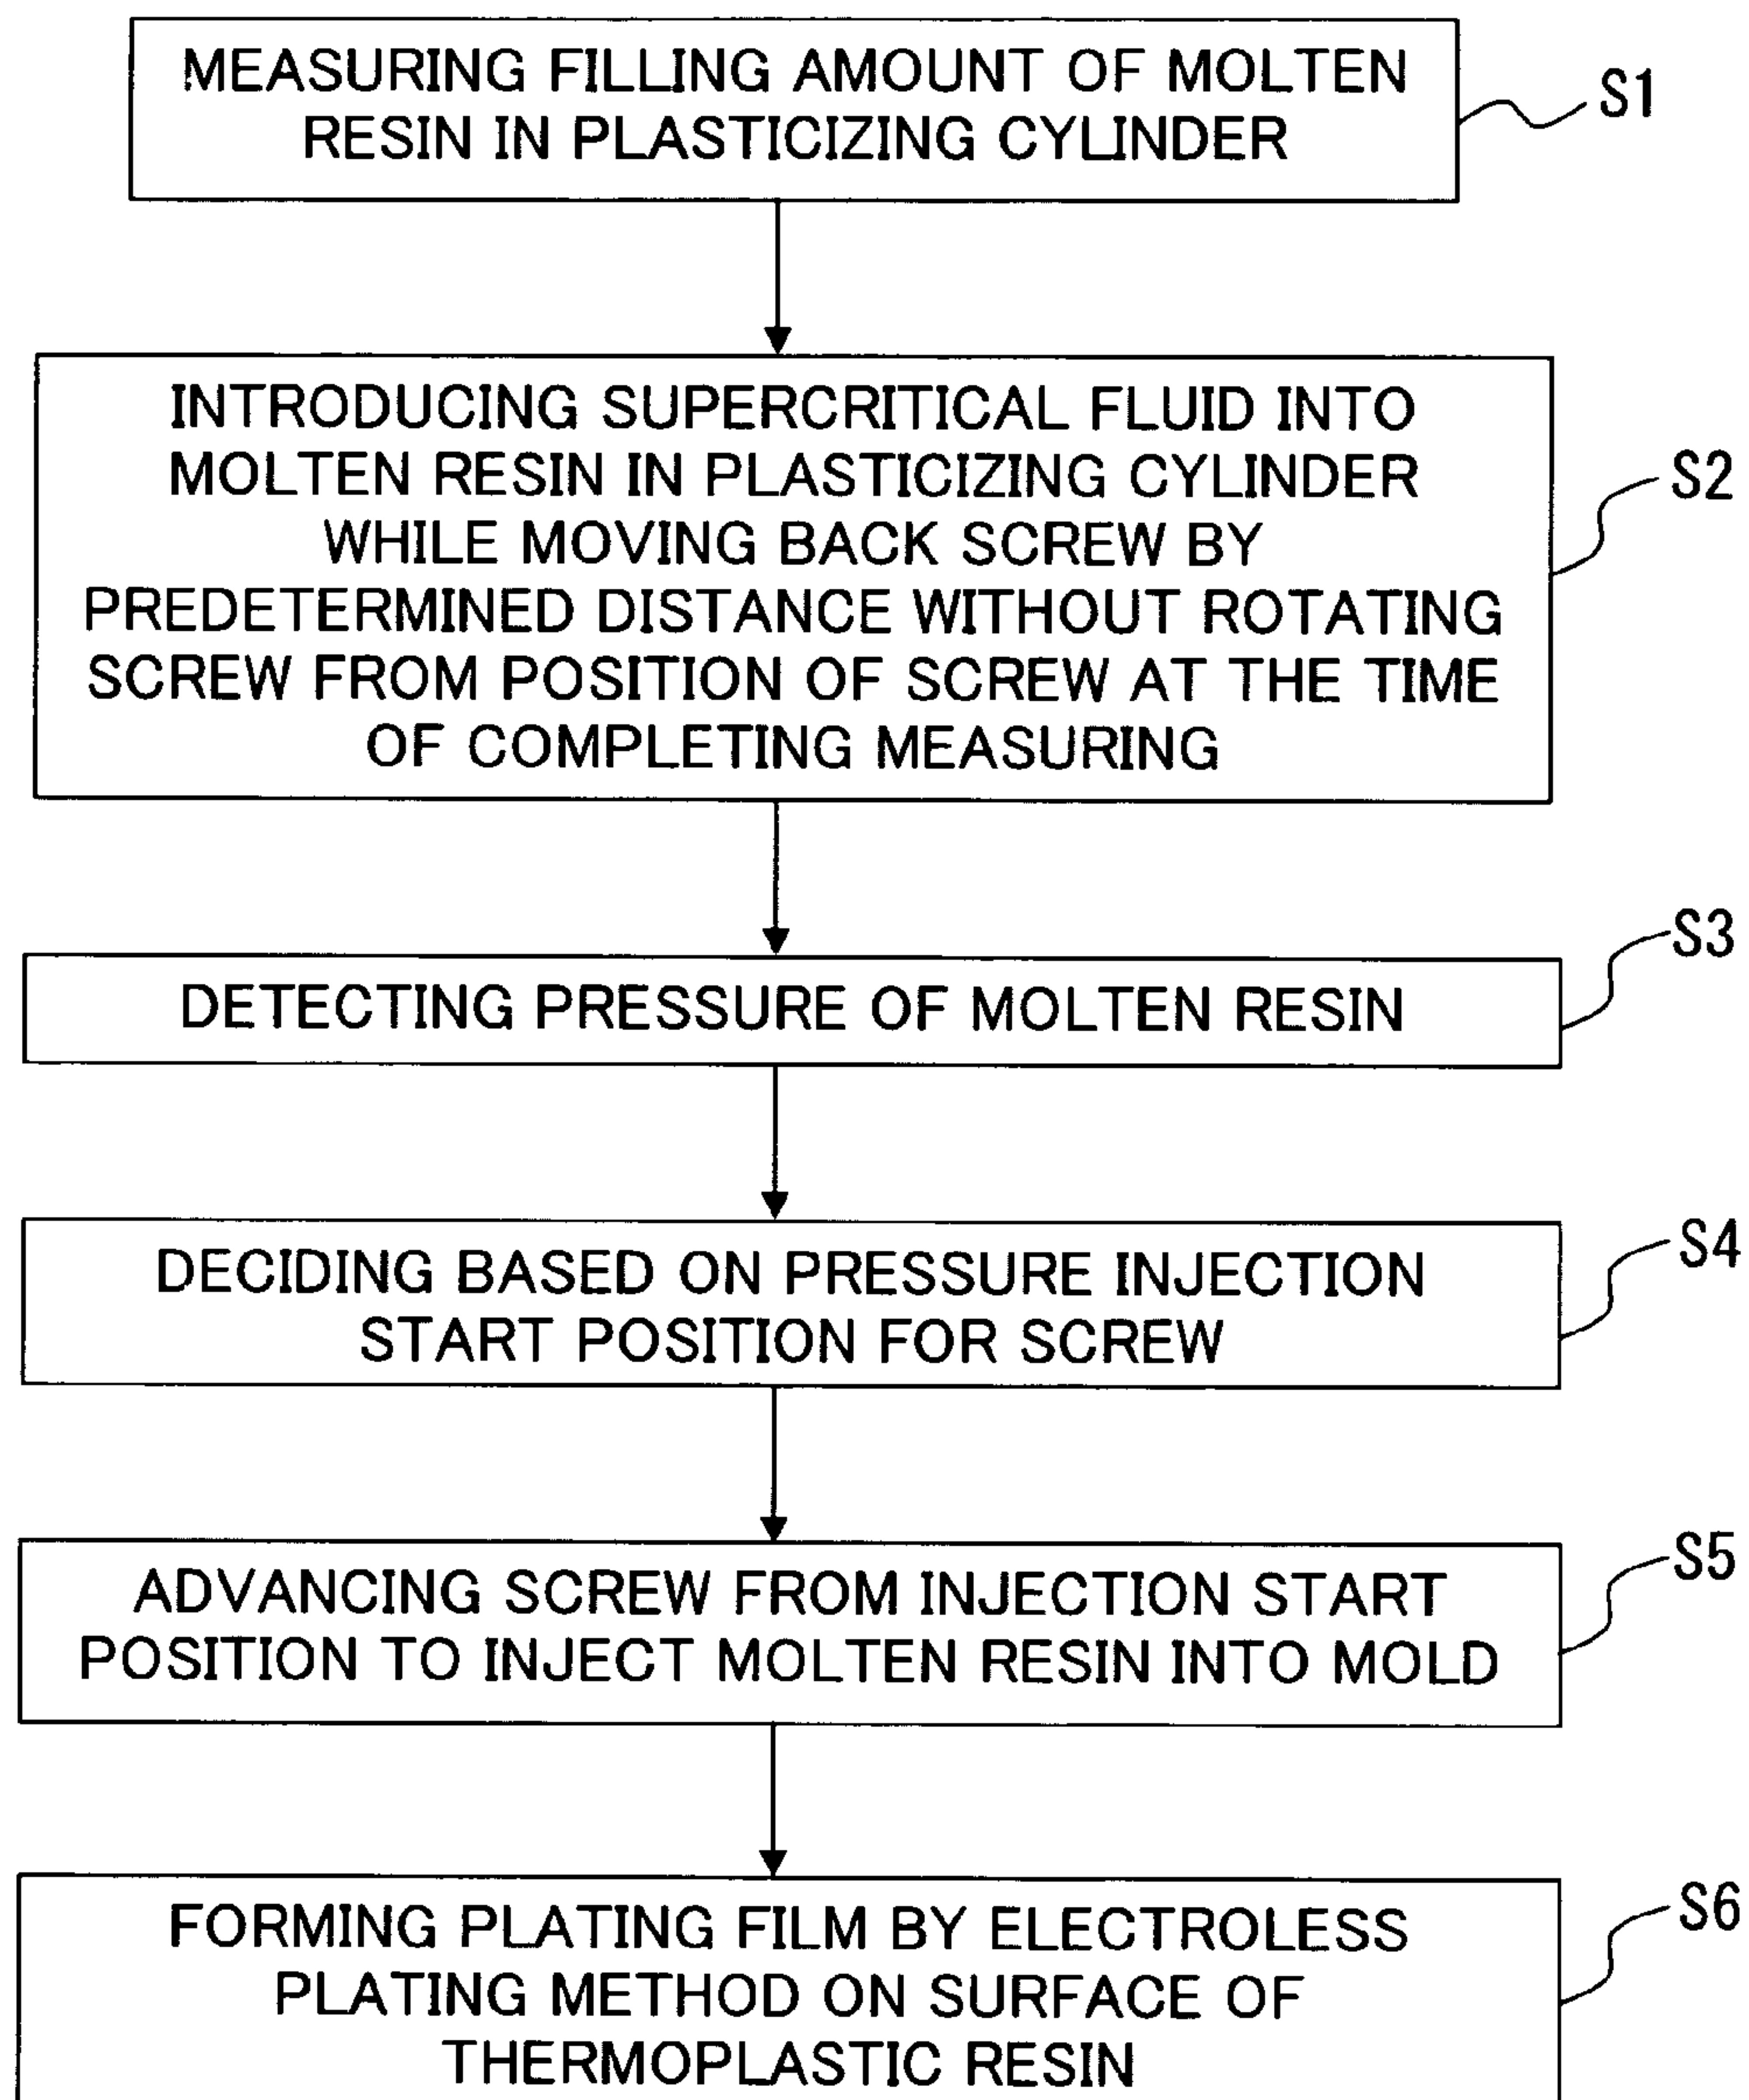 MEASURING FILLING AMOUNT OF MOLTEN
RESIN IN PLASTICIZING CYLINDER
S1
INTRODUCING SUPERCRITICAL FLUID INTO
MOLTEN RESIN IN PLASTICIZING CYLINDER
WHILE MOVING BACK SCREW BY
PREDETERMINED DISTANCE WITHOUT ROTATING
SCREW FROM POSITION OF SCREW AT THE TIME
OF COMPLETING MEASURING
S2
DETECTING PRESSURE OF MOLTEN RESIN
S3
DECIDING BASED ON PRESSURE INJECTION
START POSITION FOR SCREW
S4
ADVANCING SCREW FROM INJECTION START
POSITION TO INJECT MOLTEN RESIN INTO MOLD
S5
FORMING PLATING FILM BY ELECTROLESS
PLATING METHOD ON SURFACE OF
THERMOPLASTIC RESIN
S6